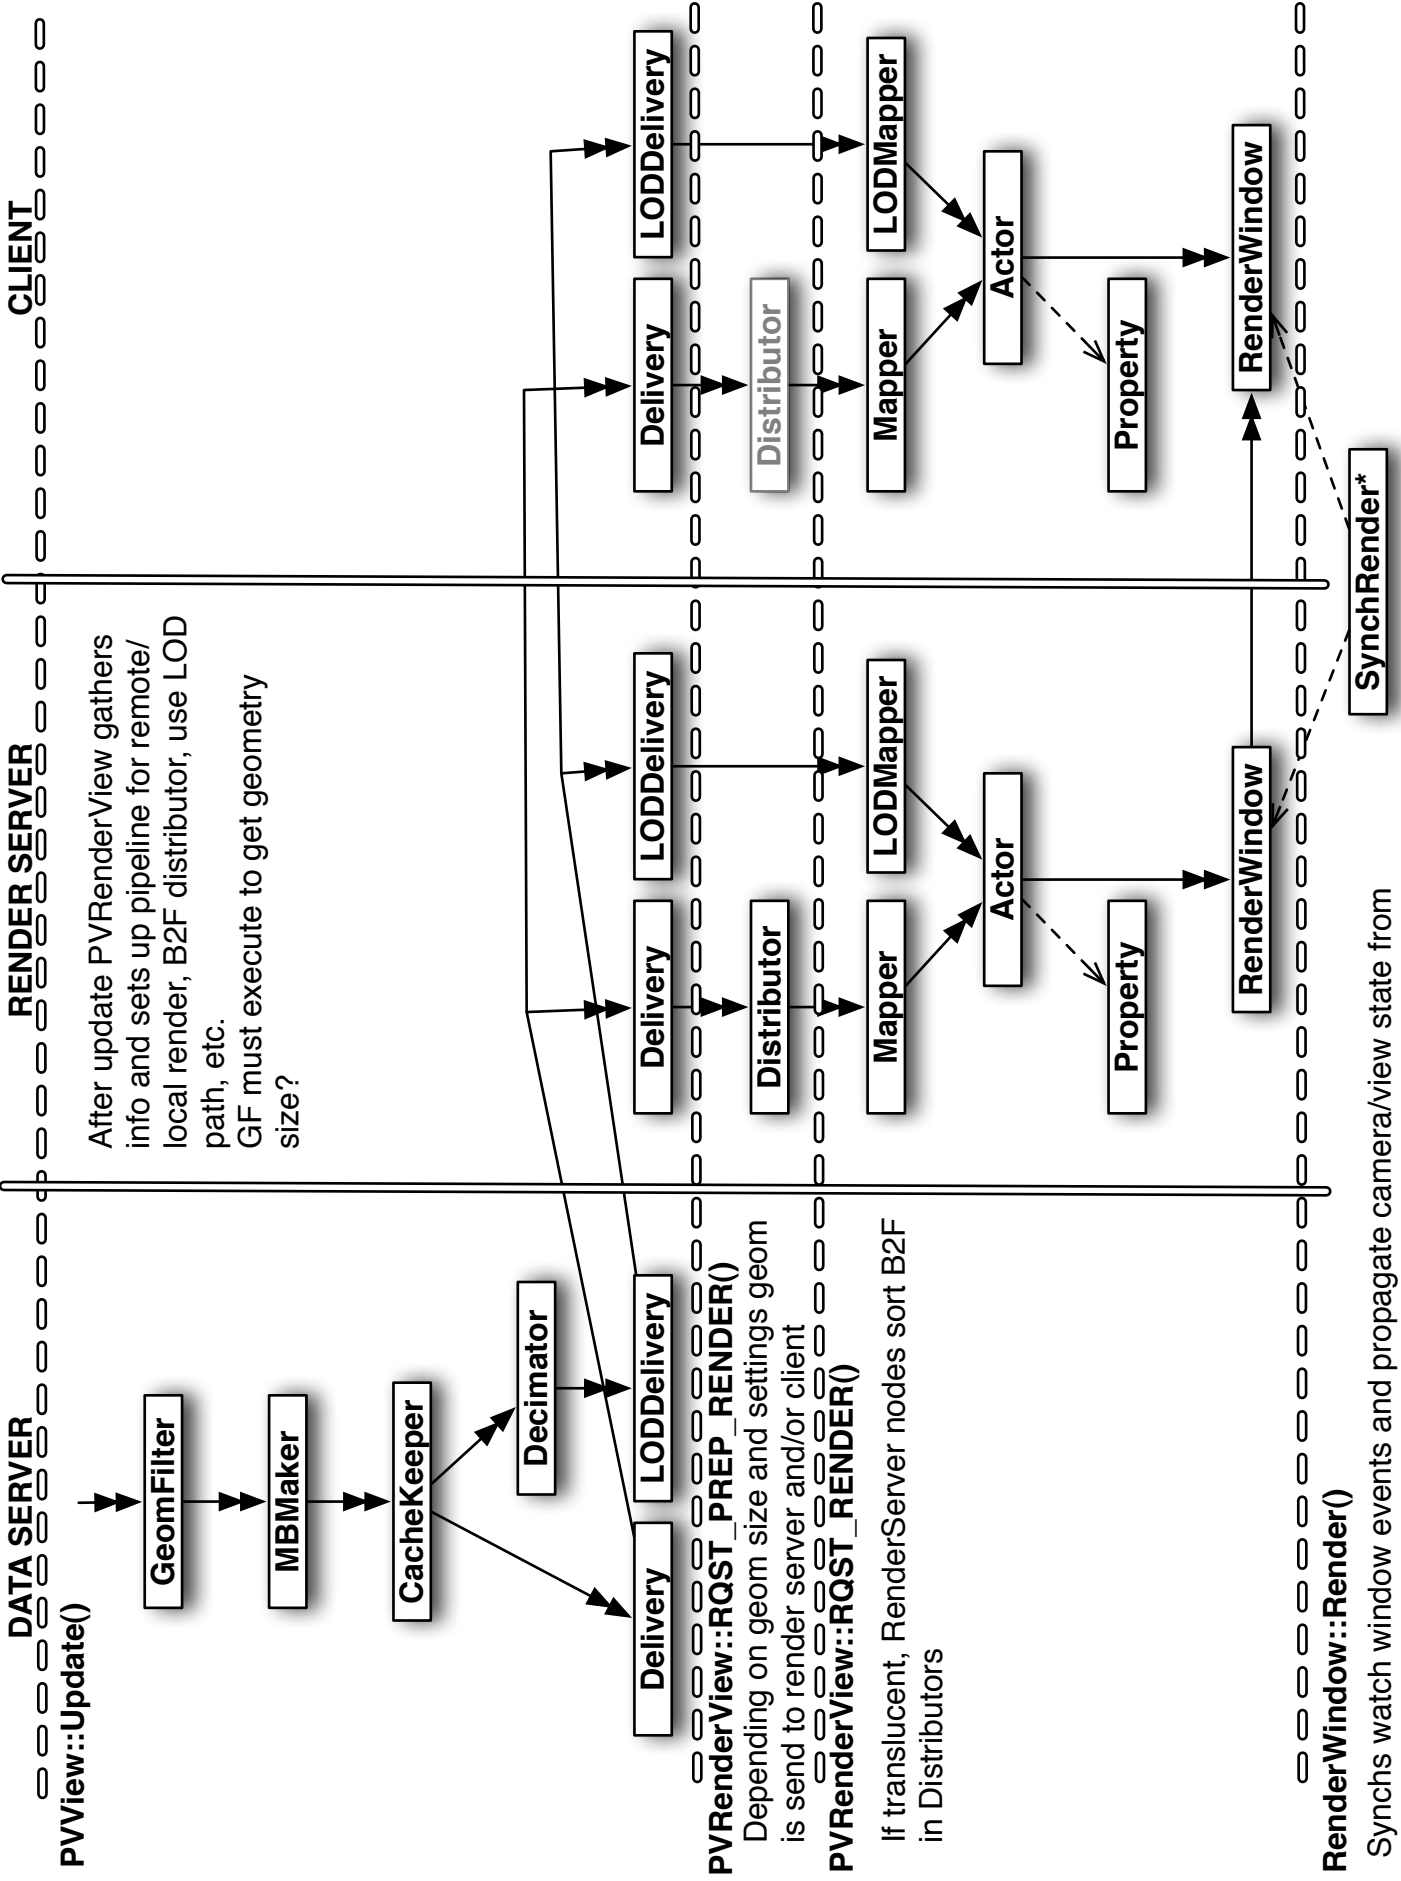 DATA SERVER
RENDER SERVER
CLIENT
PVView::Update()
GeomFilter
MBMaker
CacheKeeper
Decimator
Delivery
LODDelivery
After update PVRenderView gathers
info and sets up pipeline for remote/
local render, B2F distributor, use LOD
path, etc.
GF must execute to get geometry
size?
Delivery
LODDelivery
Delivery
LODDelivery
PVRenderView::RQST_PREP_RENDER()
Depending on geom size and settings geom
is send to render server and/or client
Distributor
Distributor
PVRenderView::RQST_RENDER()
If translucent, RenderServer nodes sort B2F
in Distributors
Mapper
LODMapper
Actor
Property
RenderWindow
Mapper
LODMapper
Actor
Property
RenderWindow
RenderWindow::Render()
Synchs watch window events and propagate camera/view state from
SynchRender*